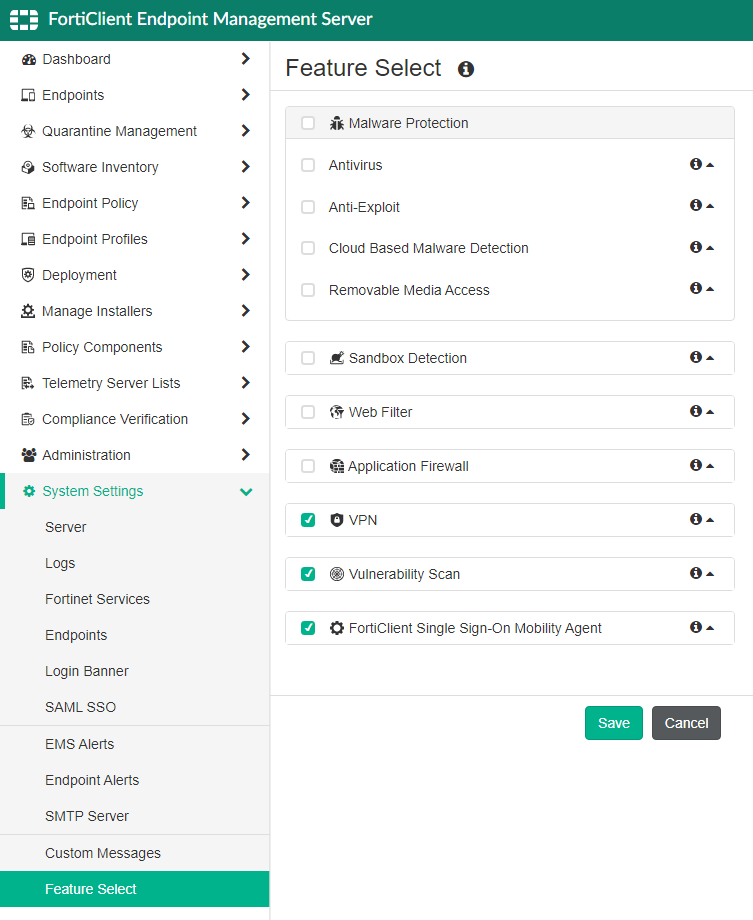 FortiClient Endpoint Management Server
Dashboard
Endpoints
Quarantine Management
Software Inventory
Endpoint Policy
Endpoint Profiles
Deployment
Manage Installers
Policy Components
Telemetry Server Lists
Compliance Verification
Administration
System Settings
Server
Logs
Fortinet Services
Endpoints
Login Banner
SAML SSO
EMS Alerts
Endpoint Alerts
SMTP Server
Custom Messages
Feature Select
Feature Select
Malware Protection
Antivirus
Anti-Exploit
Cloud Based Malware Detection
Removable Media Access
Sandbox Detection
Web Filter
Application Firewall
VPN
Vulnerability Scan
FortiClient Single Sign-On Mobility Agent
Save Cancel